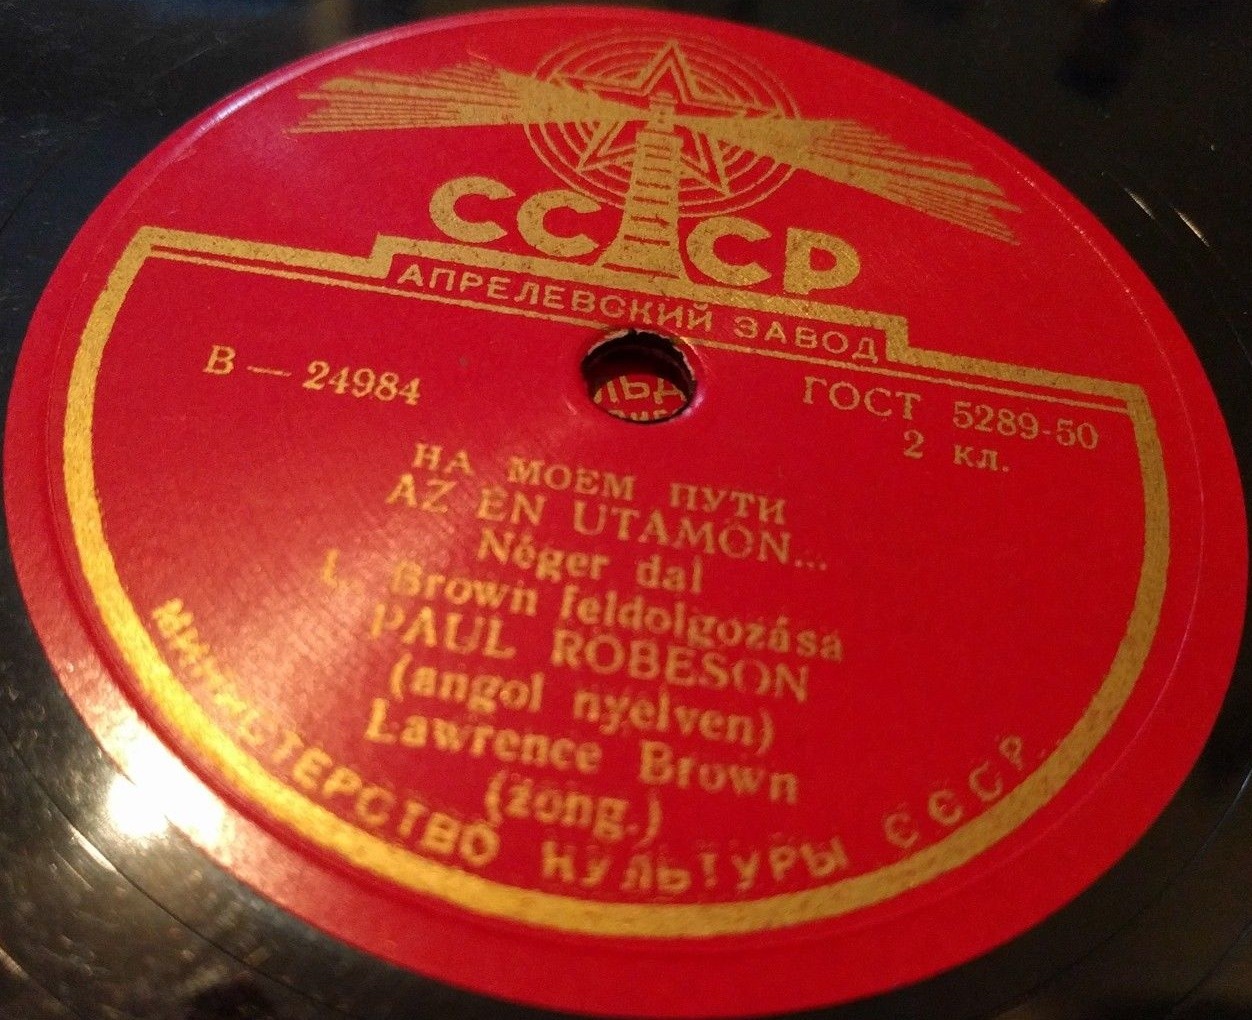 СССР
АПРЕЛЕВСКИЙ ЗАВОД
В — 24984
ГОСТ 5289-50
2 кл.
НА МОЕМ ПУТИ
AZ ÉN UTAMON...
Néger dal
L. Brown feldolgozása
PAUL ROBESON
(angol nyelven)
Lawrence Brown
(zong.)
МИНИСТЕРСТВО КУЛЬТУРЫ СССР